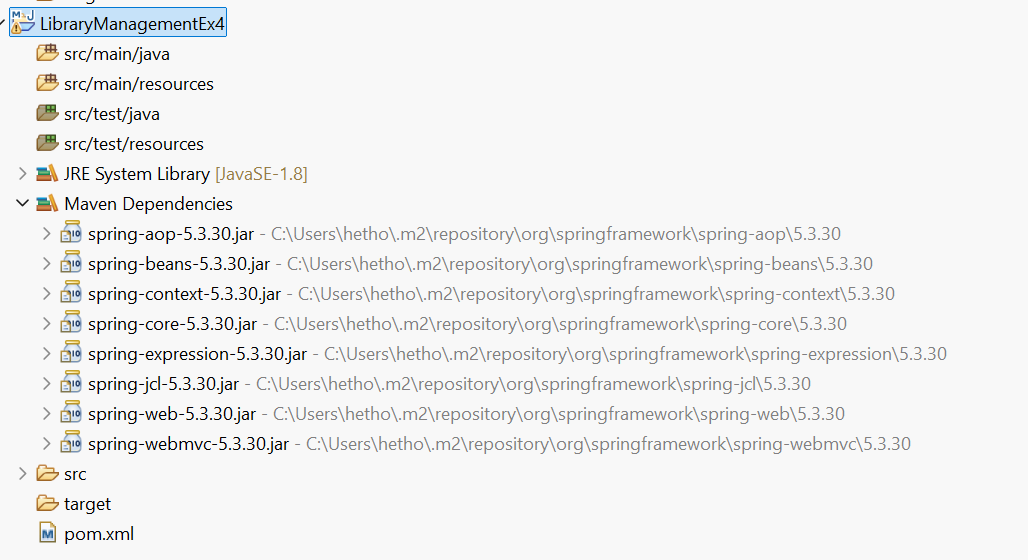 LibraryManagementEx4
src/main/java
src/main/resources
src/test/java
src/test/resources
JRE System Library [JavaSE-1.8]
Maven Dependencies
spring-aop-5.3.30.jar - C:\Users\hetho\.m2\repository\org\springframework\spring-aop\5.3.30
spring-beans-5.3.30.jar - C:\Users\hetho\.m2\repository\org\springframework\spring-beans\5.3.30
spring-context-5.3.30.jar - C:\Users\hetho\.m2\repository\org\springframework\spring-context\5.3.30
spring-core-5.3.30.jar - C:\Users\hetho\.m2\repository\org\springframework\spring-core\5.3.30
spring-expression-5.3.30.jar - C:\Users\hetho\.m2\repository\org\springframework\spring-expression\5.3.30
spring-jcl-5.3.30.jar - C:\Users\hetho\.m2\repository\org\springframework\spring-jcl\5.3.30
spring-web-5.3.30.jar - C:\Users\hetho\.m2\repository\org\springframework\spring-web\5.3.30
spring-webmvc-5.3.30.jar - C:\Users\hetho\.m2\repository\org\springframework\spring-webmvc\5.3.30
src
target
pom.xml